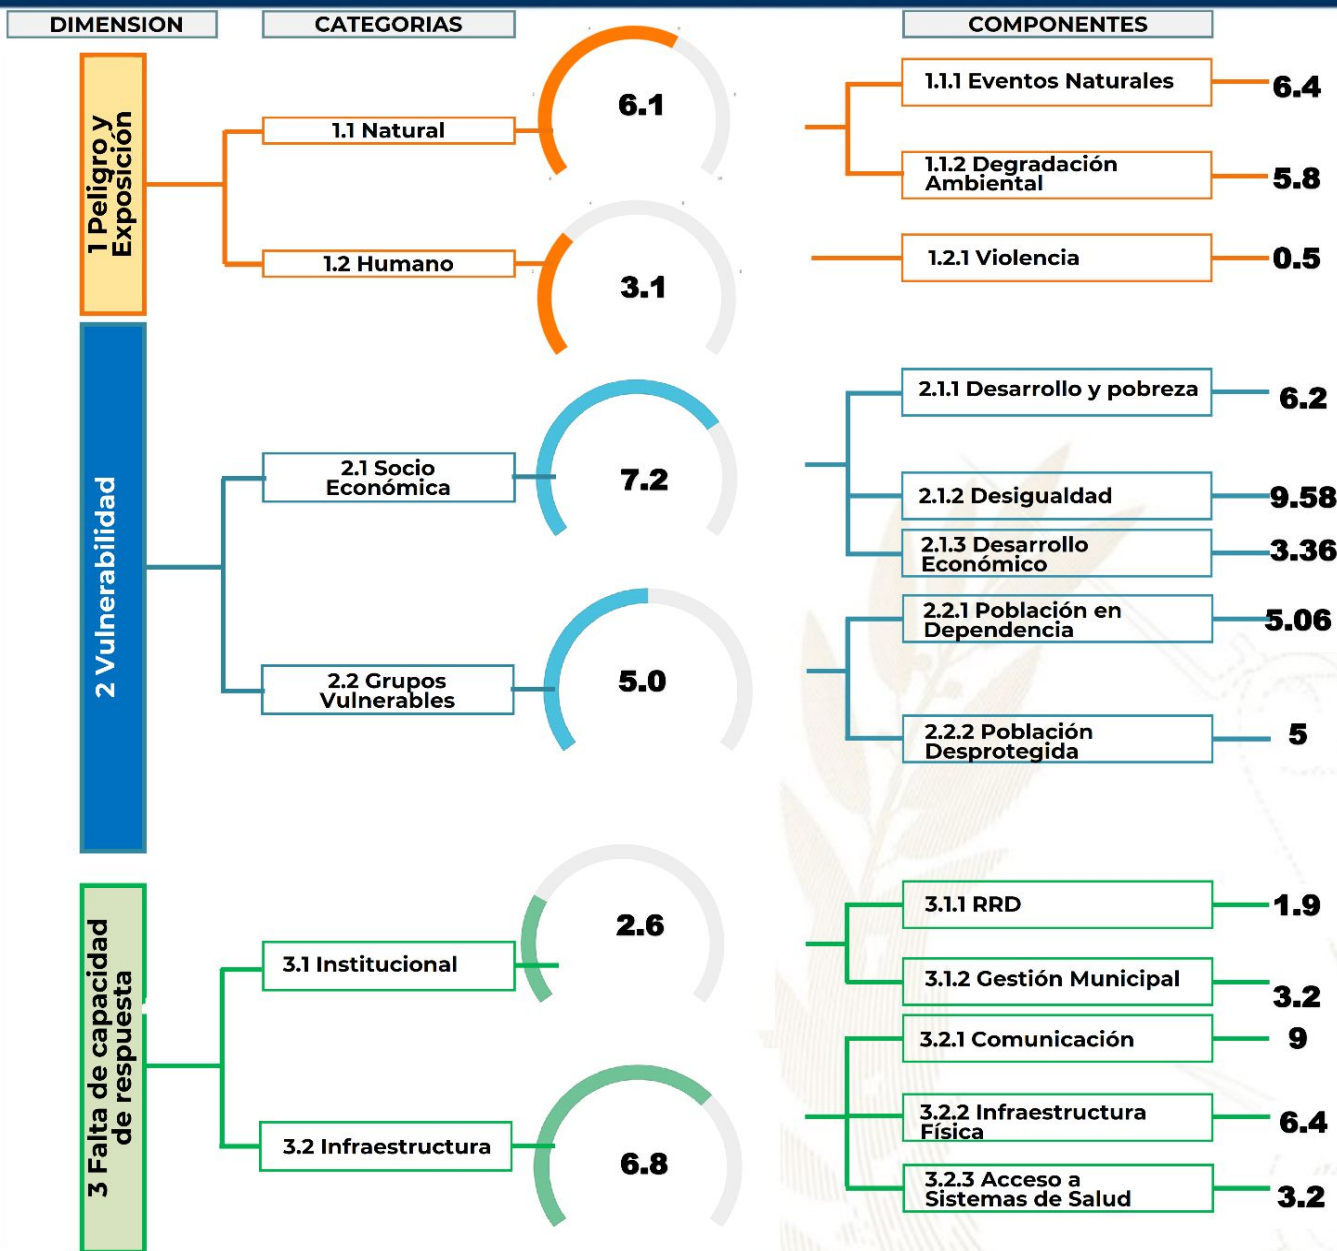 DIMENSION
CATEGORIAS
COMPONENTES
1 Peligro y
Exposición
1.1 Natural
6.1
1.1.1 Eventos Naturales
6.4
1.1.2 Degradación
Ambiental
5.8
1.2 Humano
3.1
1.2.1 Violencia
0.5
2 Vulnerabilidad
2.1 Socio
Económica
7.2
2.1.1 Desarrollo y pobreza
6.2
2.1.2 Desigualdad
9.58
2.1.3 Desarrollo
Económico
3.36
2.2 Grupos
Vulnerables
5.0
2.2.1 Población en
Dependencia
5.06
2.2.2 Población
Desprotegida
5
3 Falta de capacidad
de respuesta
3.1 Institucional
2.6
3.1.1 RRD
1.9
3.1.2 Gestión Municipal
3.2
3.2 Infraestructura
6.8
3.2.1 Comunicación
9
3.2.2 Infraestructura
Física
6.4
3.2.3 Acceso a
Sistemas de Salud
3.2